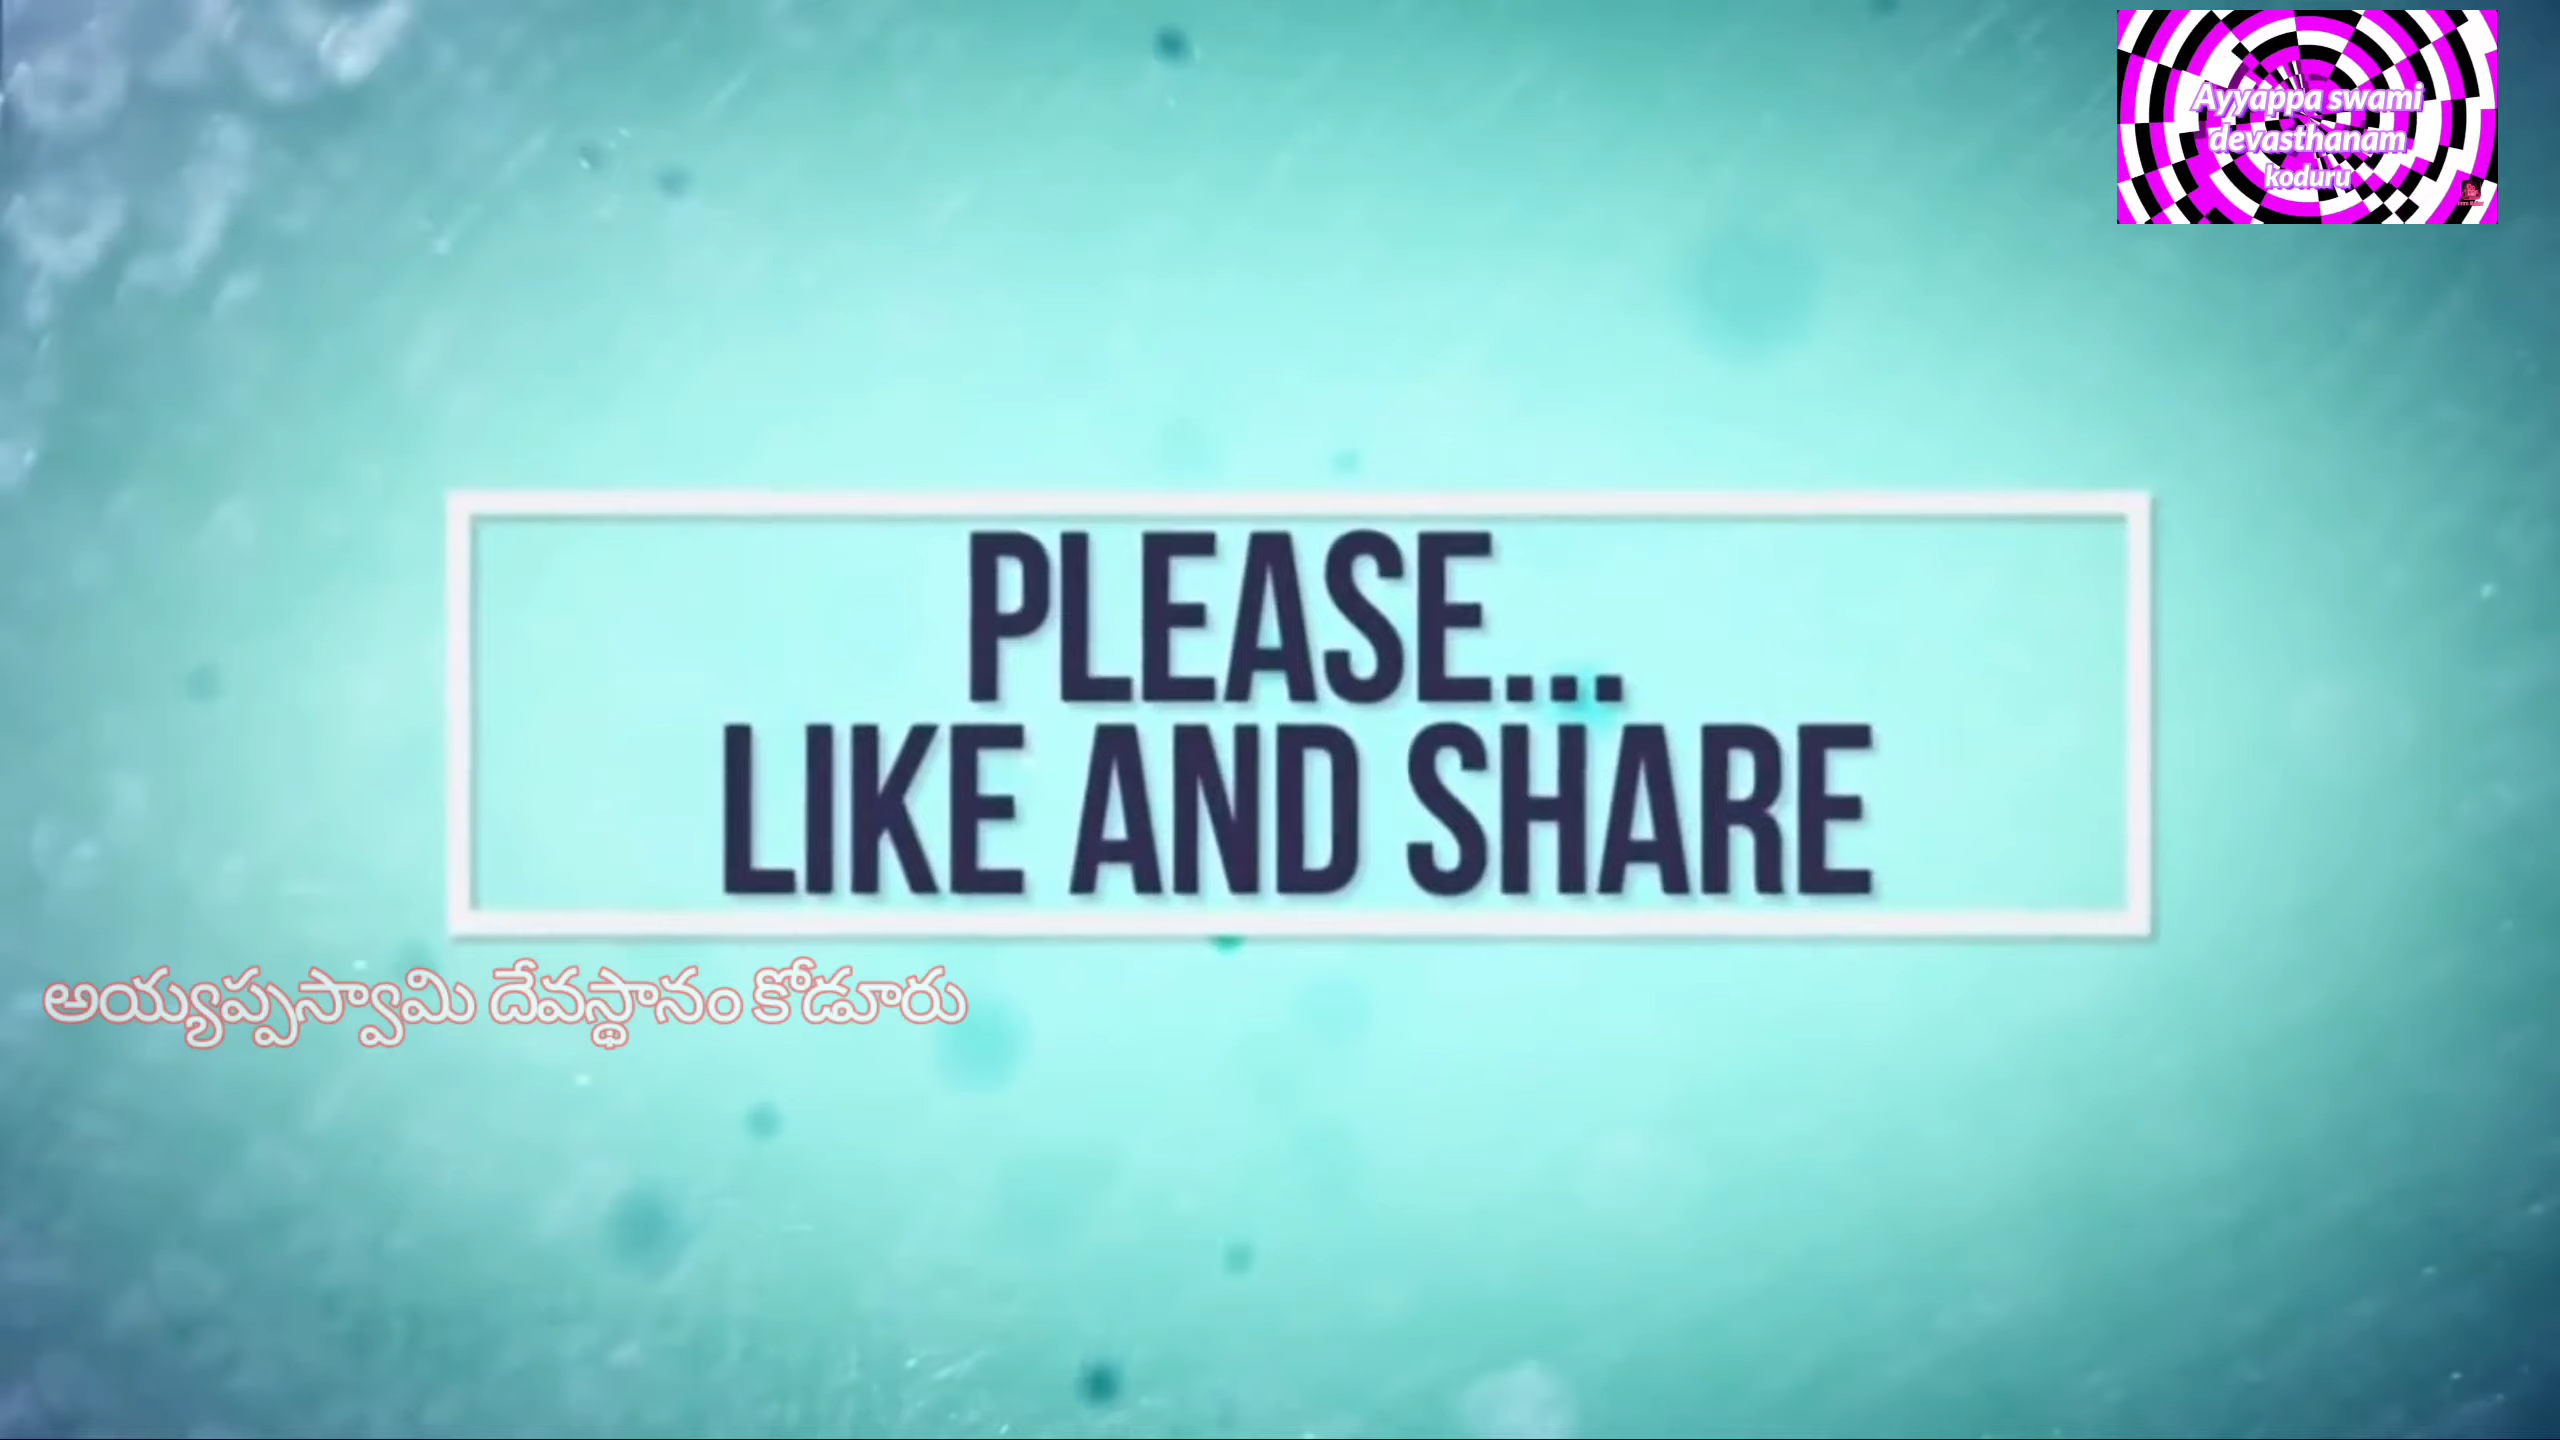 Ayyappa swami
devasthanam
koduru
PLEASE...
LIKE AND SHARE
అయ్యప్పస్వామి దేవస్థానం కోడూరు